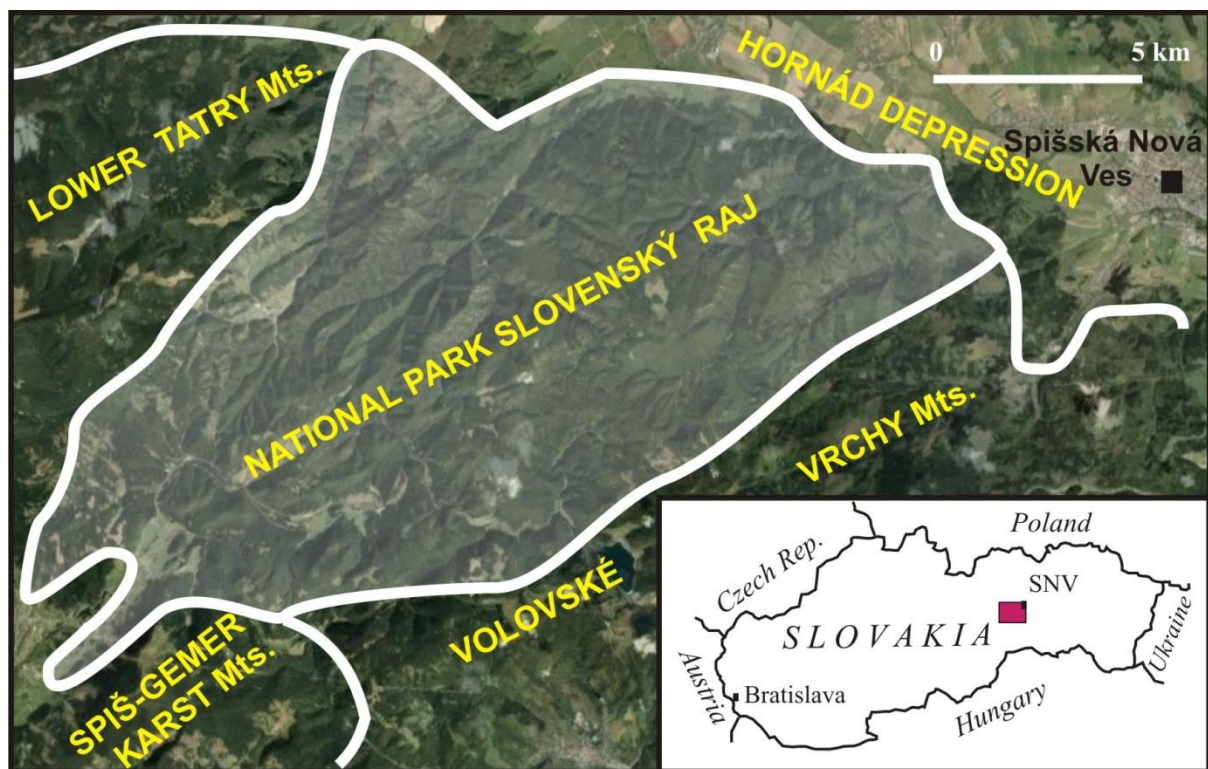 LOWER TATRY Mts.
HORNÁD DEPRESSION
0 5 km
Spišská Nová
Ves
NATIONAL PARK SLOVENSKÝ RAJ
VOLOVSKÉ VRCHY Mts.
SPIŠ-GEMER
KARST Mts.
Czech Rep.
Poland
SNV
SLOVAKIA
Ukraine
Austria
Bratislava
Hungary